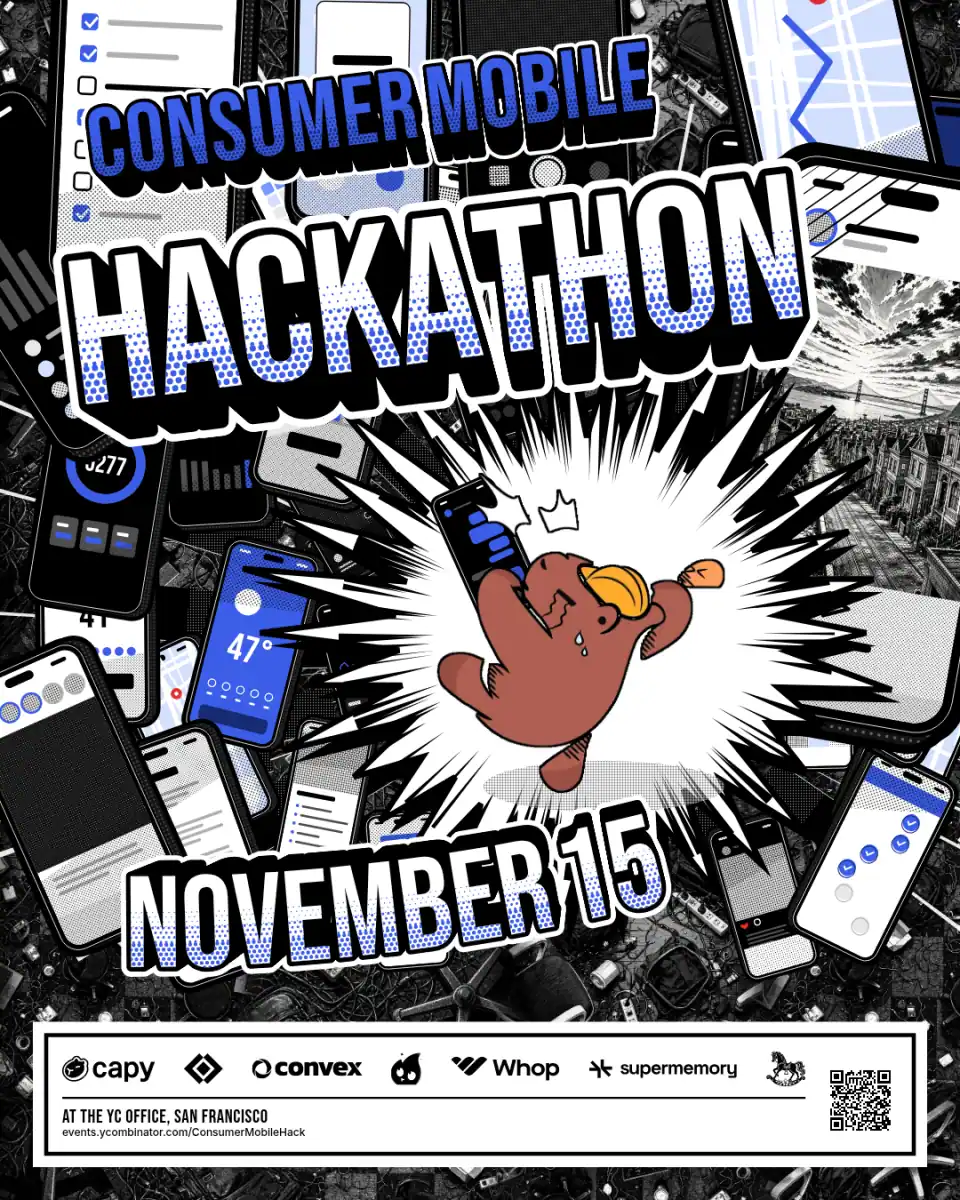 CONSUMER MOBILE
HACKATHON
47°
NOVEMBER 15
capy
convex
Whop
supermemory
AT THE YC OFFICE, SAN FRANCISCO
events.ycombinator.com/ConsumerMobileHack